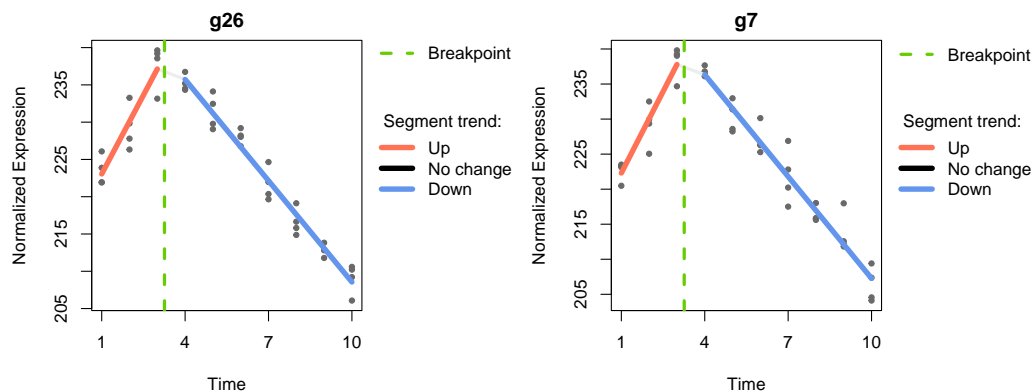 g26
235
225
215
205
Normalized Expression
1
4
7
10
Time
Breakpoint
Segment trend:
Up
No change
Down
g7
235
225
215
205
Normalized Expression
1
4
7
10
Time
Breakpoint
Segment trend:
Up
No change
Down